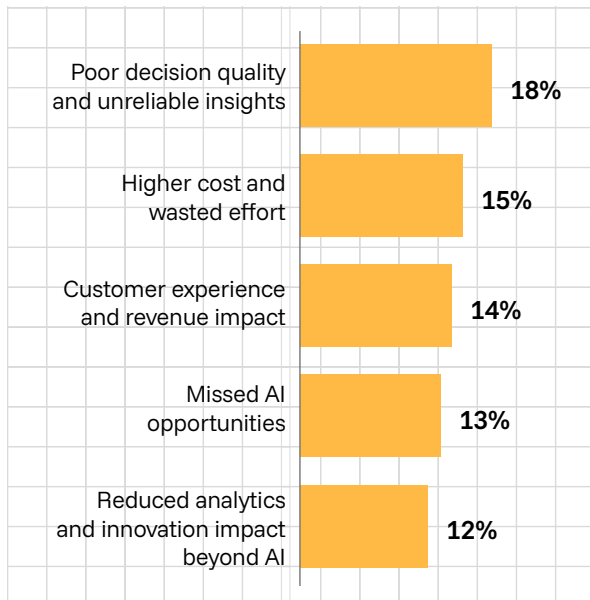 Poor decision quality
and unreliable insights
18%
Higher cost and
wasted effort
15%
Customer experience
and revenue impact
14%
Missed AI
opportunities
13%
Reduced analytics
and innovation impact
beyond AI
12%